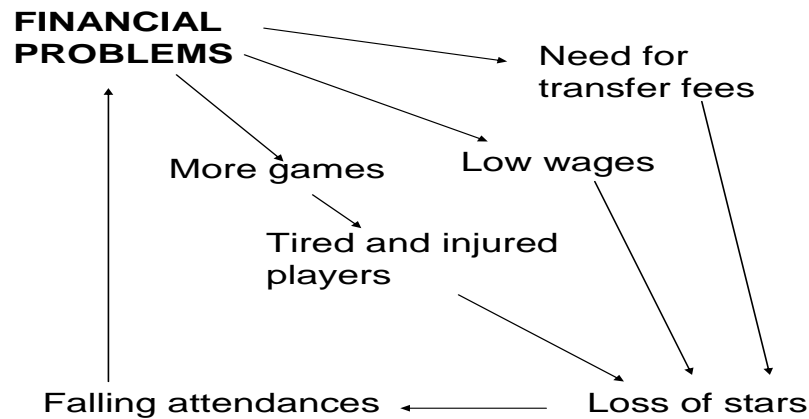 FINANCIAL
PROBLEMS
Need for
transfer fees
More games
Low wages
Tired and injured
players
Falling attendances
Loss of stars